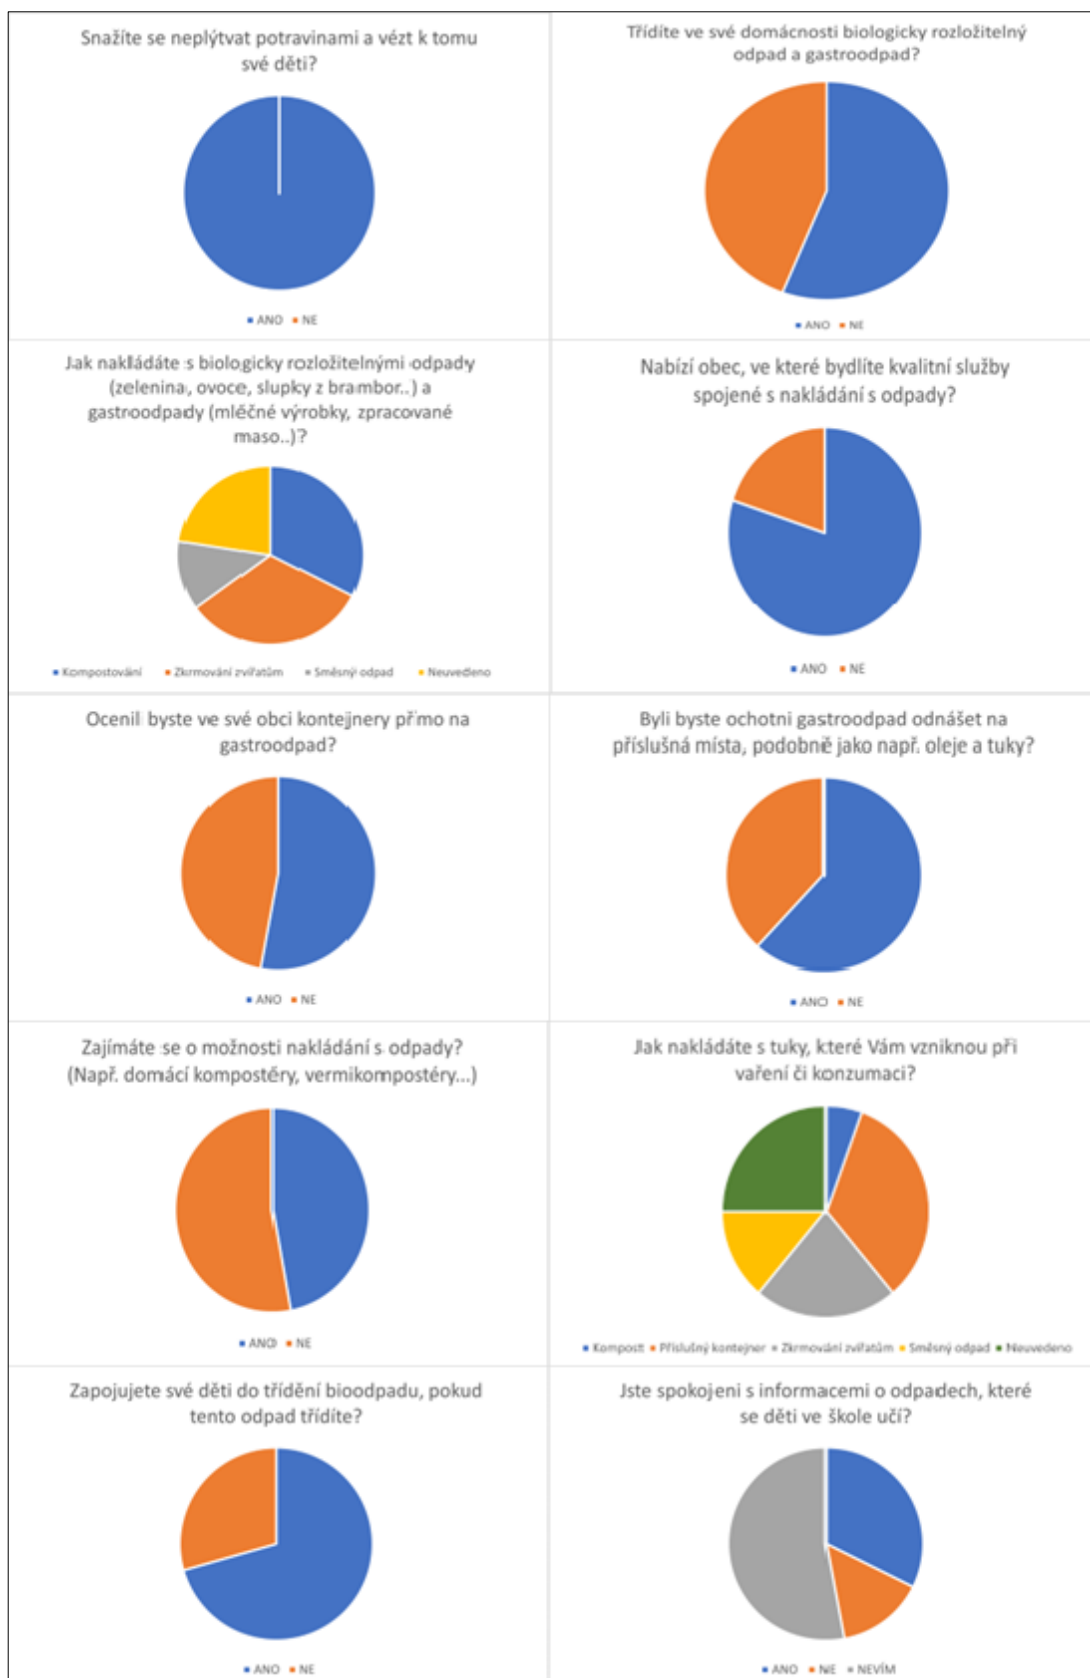 Snažíte se neplýtvat potravinami a vézt k tomu
své děti?
ANO NE
Třídíte ve své domácnosti biologicky rozložitelný
odpad a gastroodpad?
ANO NE
Jak nakládáte s biologicky rozložitelnými odpady
(zelenina, ovoce, slupky z brambor..) a
gastroodpady (mléčné výrobky, zpracované
maso..)?
Kompostování Zkrmování zvířatům Směsný odpad Neuvedeno
Nabízí obec, ve které bydlíte kvalitní služby
spojené s nakládání s odpady?
ANO NE
Ocenili byste ve své obci kontejnery přímo na
gastroodpad?
ANO NE
Byli byste ochotni gastroodpad odnášet na
příslušná místa, podobně jako např. oleje a tuky?
ANO NE
Zajímáte se o možnosti nakládání s odpady?
(Např. domácí kompostéry, vermikompostéry...)
ANO NE
Jak nakládáte s tuky, které Vám vzniknou při
vaření či konzumaci?
Kompost Příslušný kontejner Zkrmování zvířatům Směsný odpad Neuvedeno
Zapojujete své děti do třídění bioodpadu, pokud
tento odpad třídíte?
ANO NE
Jste spokojeni s informacemi o odpadech, které
se děti ve škole učí?
ANO NE NEVÍM